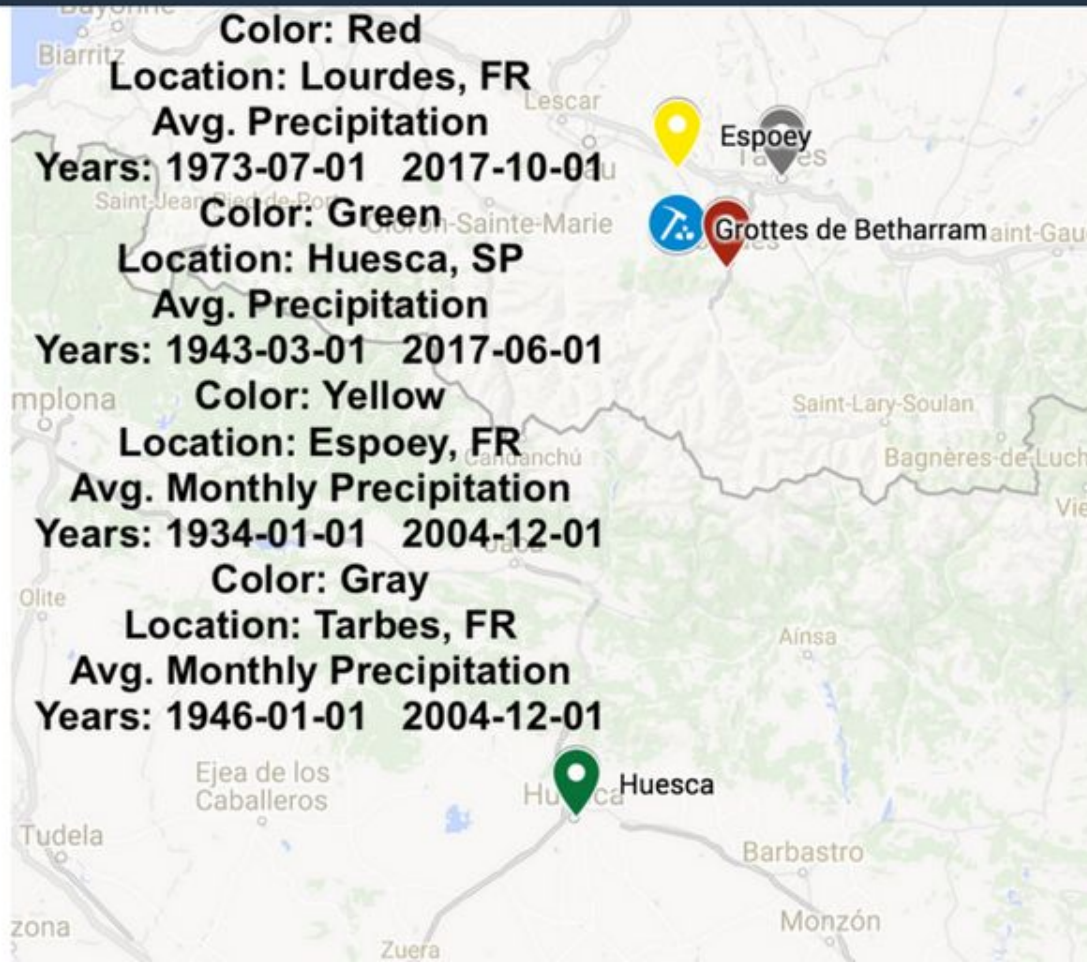 Bayonne
Color: Red
Biarritz
Location: Lourdes, FR
Lescar
Avg. Precipitation
Espoey
Years: 1973-07-01 2017-10-01
Color: Green
Grottes de Betharram
Location: Huesca, SP
Avg. Precipitation
Years: 1943-03-01 2017-06-01
Color: Yellow
mplona
Saint-Lary-Soulan
Location: Espoey, FR
Candanchú
Bagnères-de-Luch
Avg. Monthly Precipitation
Vie
Years: 1934-01-01 2004-12-01
Color: Gray
Olite
Location: Tarbes, FR
Aínsa
Avg. Monthly Precipitation
Years: 1946-01-01 2004-12-01
Ejea de los
Caballeros
Huesca
Huesca
Tudela
Barbastro
zona
Monzón
Zuera